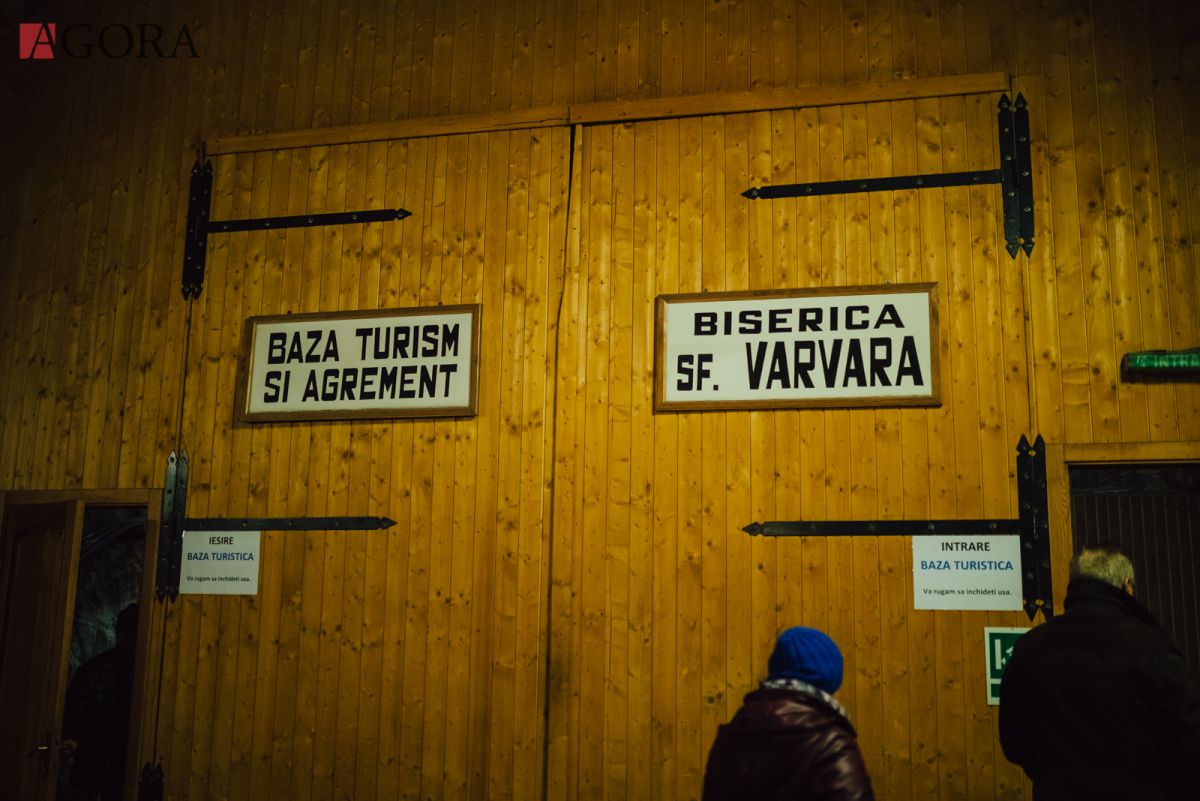 AGORA
BAZA TURISM
SI AGREMENT
BISERICA
SF. VARVARA
INTRA
IESIRE
BAZA TURISTICA
Va rugam sa inchideti usa.
INTRARE
BAZA TURISTICA
Va rugam sa inchideti usa.